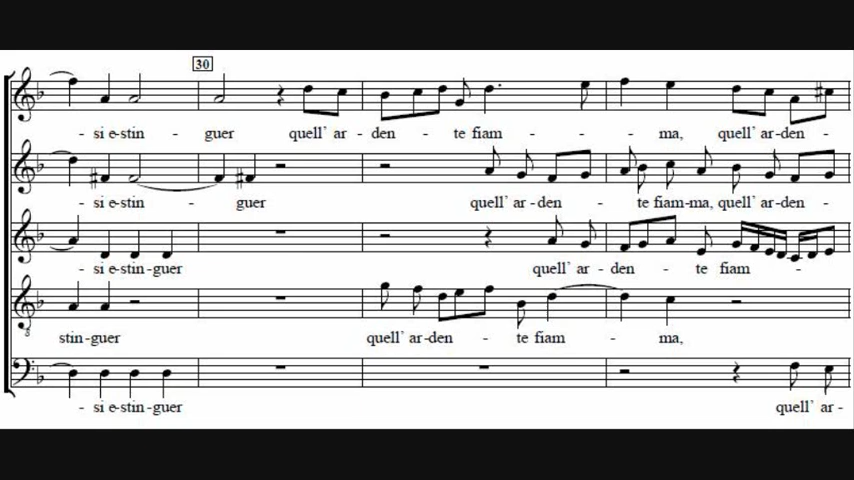 30
- si e-stin - guer quell' ar - den - te fiam - - - ma, quell' ar-den -
- si e-stin - guer quell' ar - den - te fiam-ma, quell' ar-den -
- si e-stin-guer quell' ar - den - te fiam -
8
stin-guer quell' ar-den - te fiam - ma,
- si e-stin-guer quell' ar -